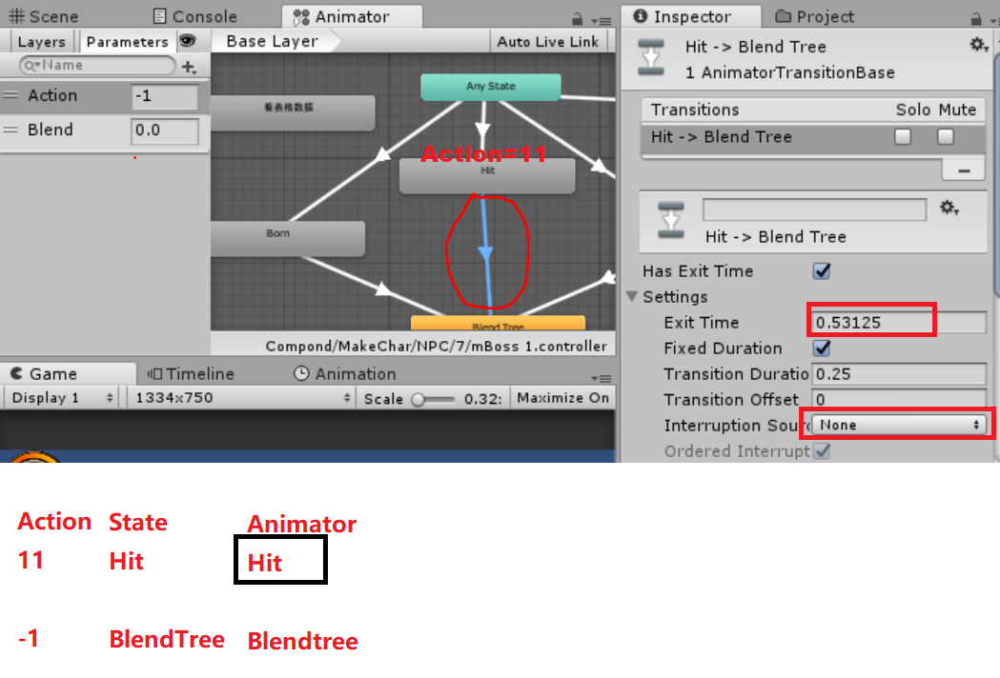 Scene Console Animator
Layers Parameters Base Layer Auto Live Link
Name
Action -1
Blend 0.0
Any State
看表格数据
Action=11
Hit
Born
Blend Tree
Compond/MakeChar/NPC/7/mBoss 1.controller
Game Timeline Animation
Display 1 1334x750 Scale 0.32: Maximize On
Inspector Project
Hit -> Blend Tree
1 AnimatorTransitionBase
Transitions Solo Mute
Hit -> Blend Tree
Hit -> Blend Tree
Has Exit Time
Settings
Exit Time 0.53125
Fixed Duration
Transition Duratio 0.25
Transition Offset 0
Interruption Sour None
Ordered Interrupt
Action State Animator
11 Hit Hit
-1 BlendTree Blendtree